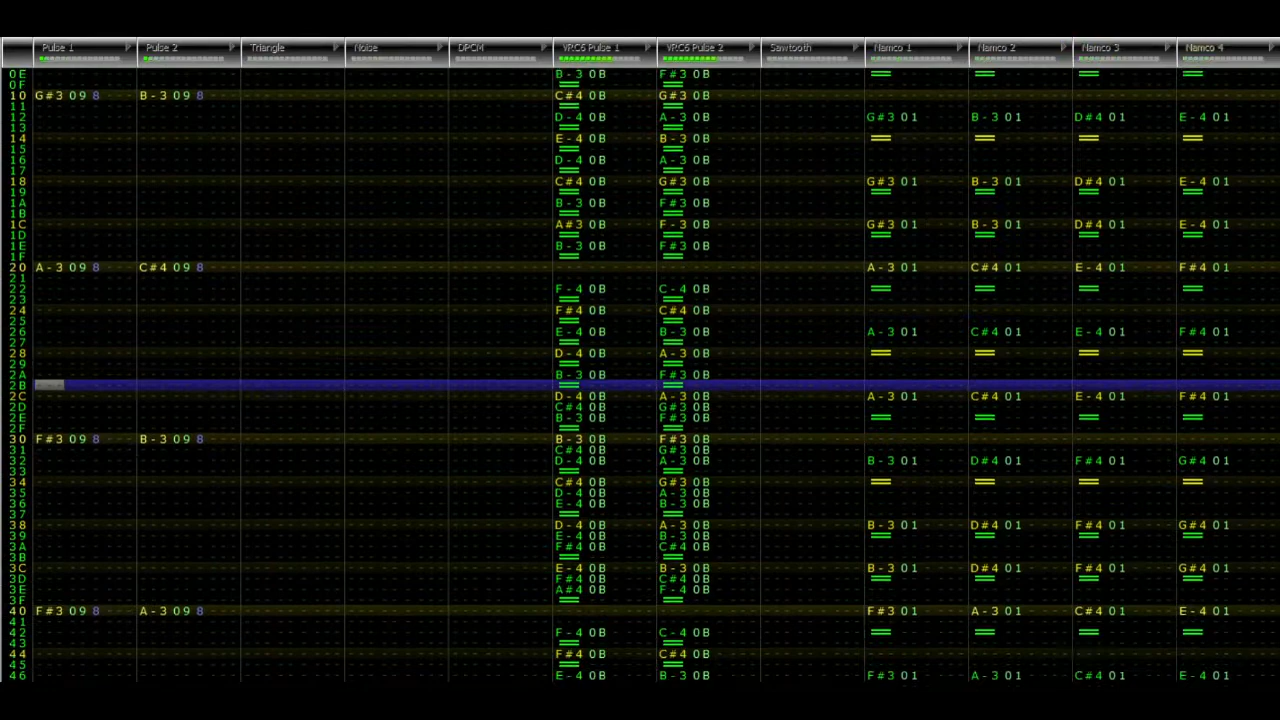 Pulse 1 Pulse 2 Triangle Noise DPCM VRC6 Pulse 1 VRC6 Pulse 2 Sawtooth Namco 1 Namco 2 Namco 3 Namco 4
0E B-3 0B F#3 0B
0F
10 G#3 09 8 B-3 09 8 C#4 0B G#3 0B
11
12 D-4 0B A-3 0B G#3 01 B-3 01 D#4 01 E-4 01
13
14 E-4 0B B-3 0B
15
16 D-4 0B A-3 0B
17
18 C#4 0B G#3 0B G#3 01 B-3 01 D#4 01 E-4 01
19
1A B-3 0B F#3 0B
1B
1C A#3 0B F-3 0B G#3 01 B-3 01 D#4 01 E-4 01
1D
1E B-3 0B F#3 0B
1F
20 A-3 09 8 C#4 09 8 A-3 01 C#4 01 E-4 01 F#4 01
21
22 F-4 0B C-4 0B
23
24 F#4 0B C#4 0B
25
26 E-4 0B B-3 0B A-3 01 C#4 01 E-4 01 F#4 01
27
28 D-4 0B A-3 0B
29
2A B-3 0B F#3 0B
2B
2C D-4 0B A-3 0B A-3 01 C#4 01 E-4 01 F#4 01
2D C#4 0B G#3 0B
2E B-3 0B F#3 0B
2F
30 F#3 09 8 B-3 09 8 B-3 0B F#3 0B
31 C#4 0B G#3 0B
32 D-4 0B A-3 0B B-3 01 D#4 01 F#4 01 G#4 01
33
34 C#4 0B G#3 0B
35 D-4 0B A-3 0B
36 E-4 0B B-3 0B
37
38 D-4 0B A-3 0B B-3 01 D#4 01 F#4 01 G#4 01
39 E-4 0B B-3 0B
3A F#4 0B C#4 0B
3B
3C E-4 0B B-3 0B B-3 01 D#4 01 F#4 01 G#4 01
3D F#4 0B C#4 0B
3E A#4 0B F-4 0B
3F
40 F#3 09 8 A-3 09 8 F#3 01 A-3 01 C#4 01 E-4 01
41
42 F-4 0B C-4 0B
43
44 F#4 0B C#4 0B
45
46 E-4 0B B-3 0B F#3 01 A-3 01 C#4 01 E-4 01